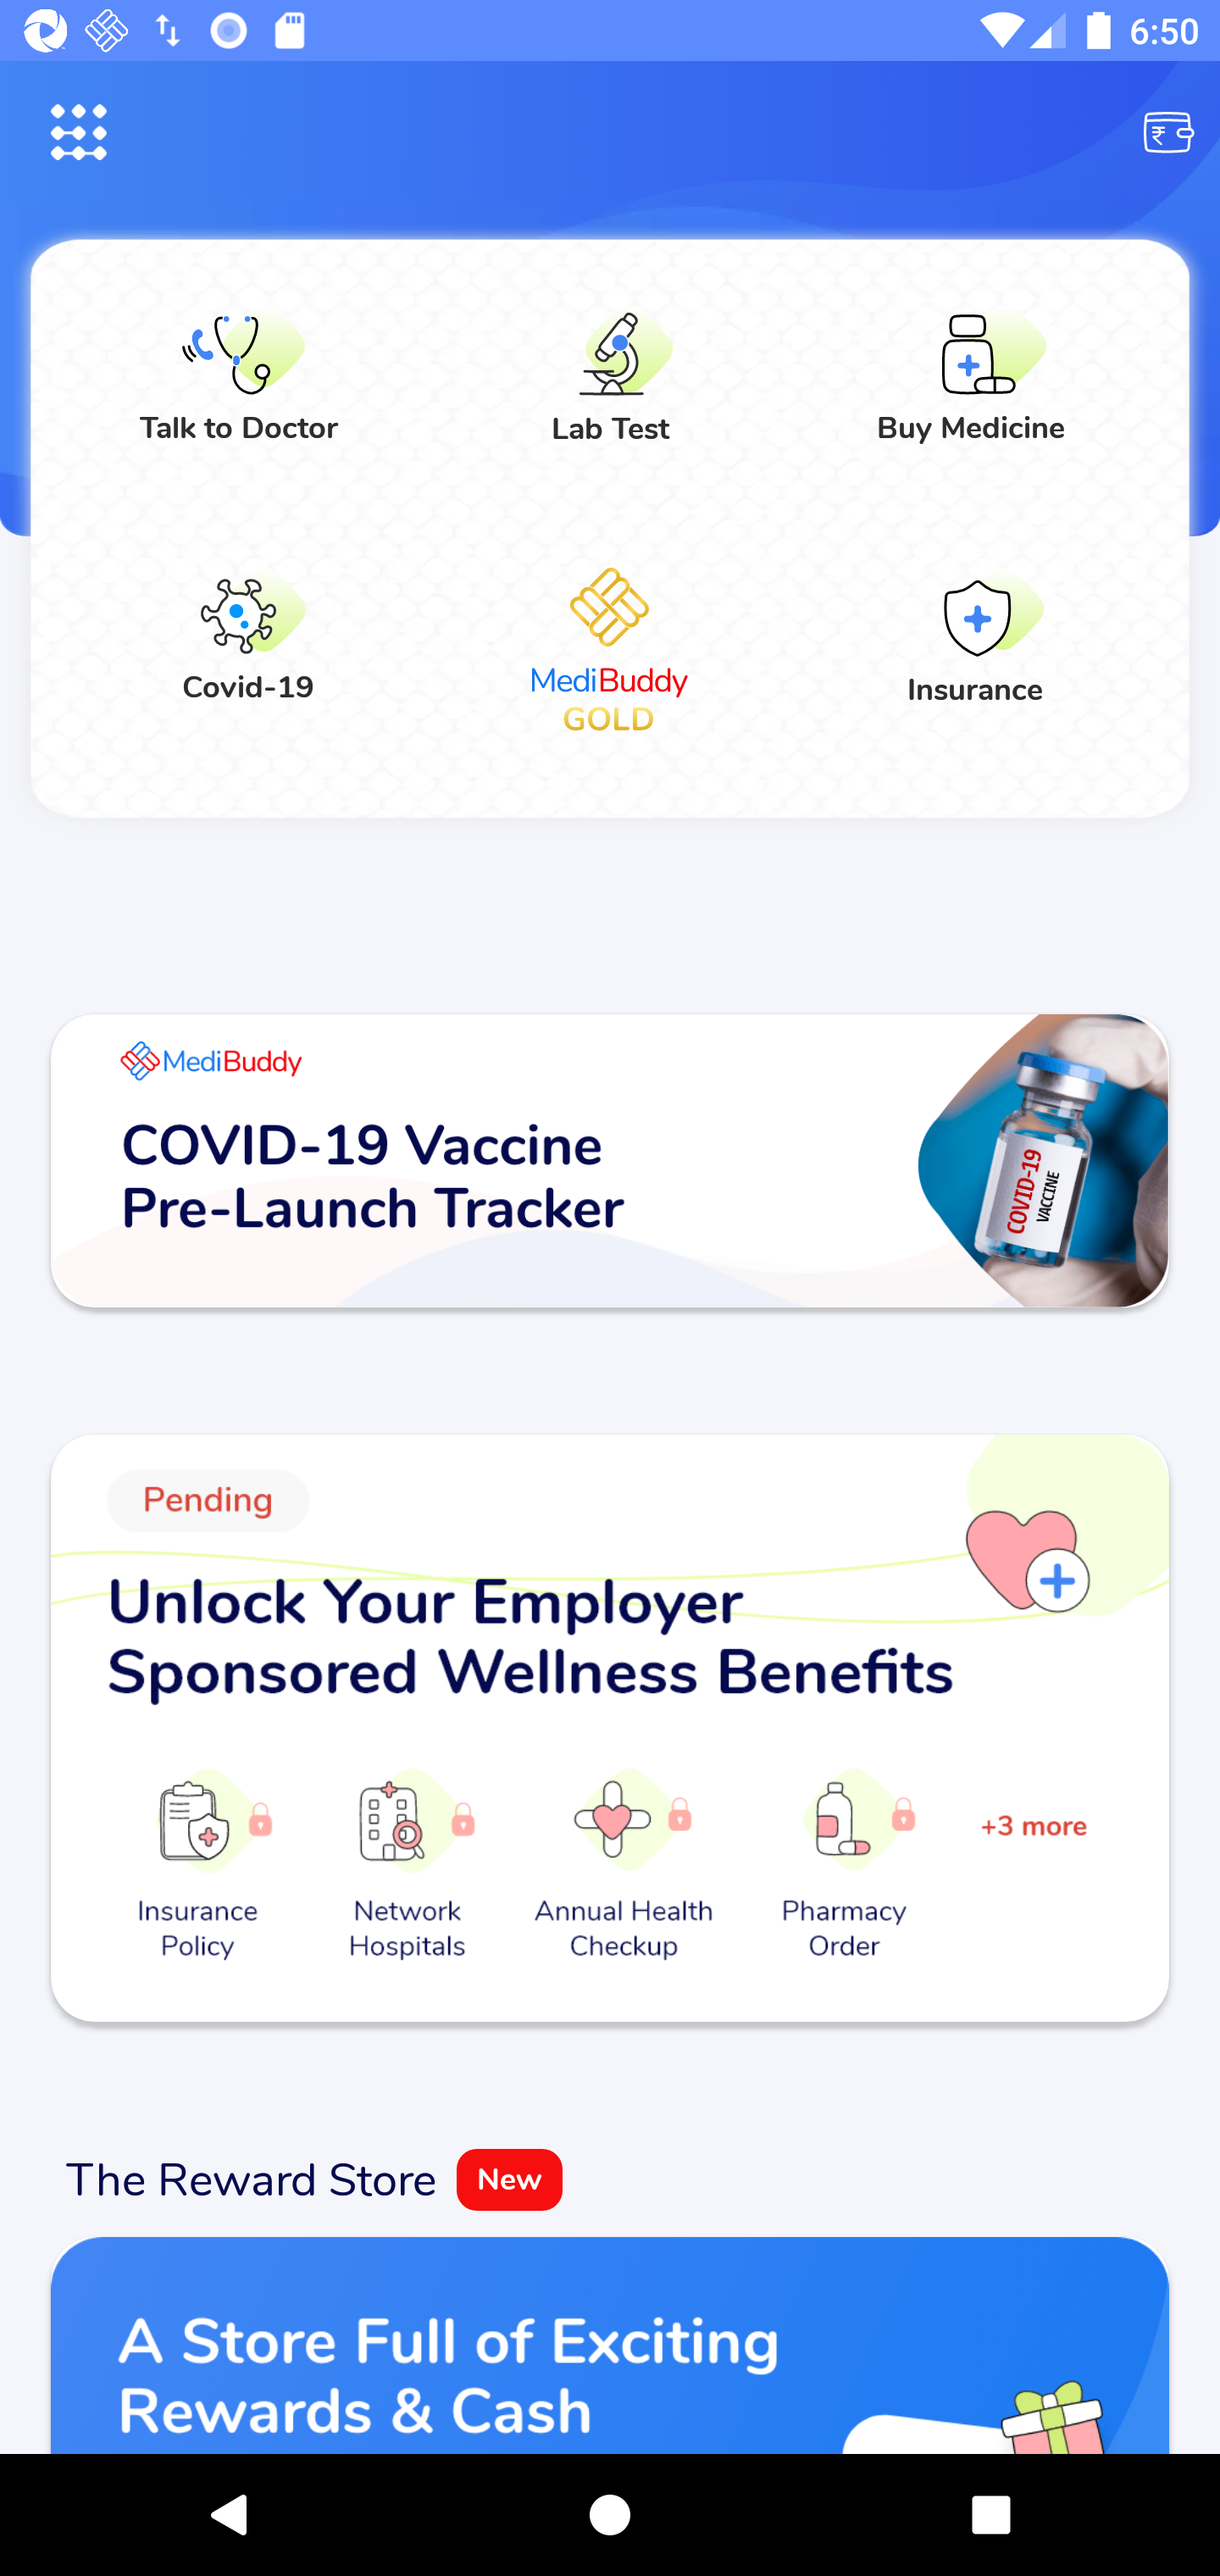 6:50
₹
Talk to Doctor
Lab Test
Buy Medicine
Covid-19
MediBuddy
GOLD
Insurance
MediBuddy
COVID-19 Vaccine
Pre-Launch Tracker
COVID-19
VACCINE
Pending
Unlock Your Employer
Sponsored Wellness Benefits
Insurance
Policy
Network
Hospitals
Annual Health
Checkup
Pharmacy
Order
+3 more
The Reward Store
New
A Store Full of Exciting
Rewards & Cash